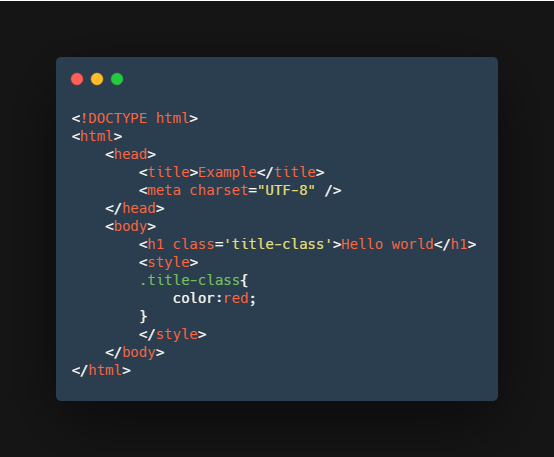 <!DOCTYPE html>
<html>
    <head>
        <title>Example</title>
        <meta charset="UTF-8" />
    </head>
    <body>
        <h1 class='title-class'>Hello world</h1>
        <style>
        .title-class{
            color:red;
        }
        </style>
    </body>
</html>